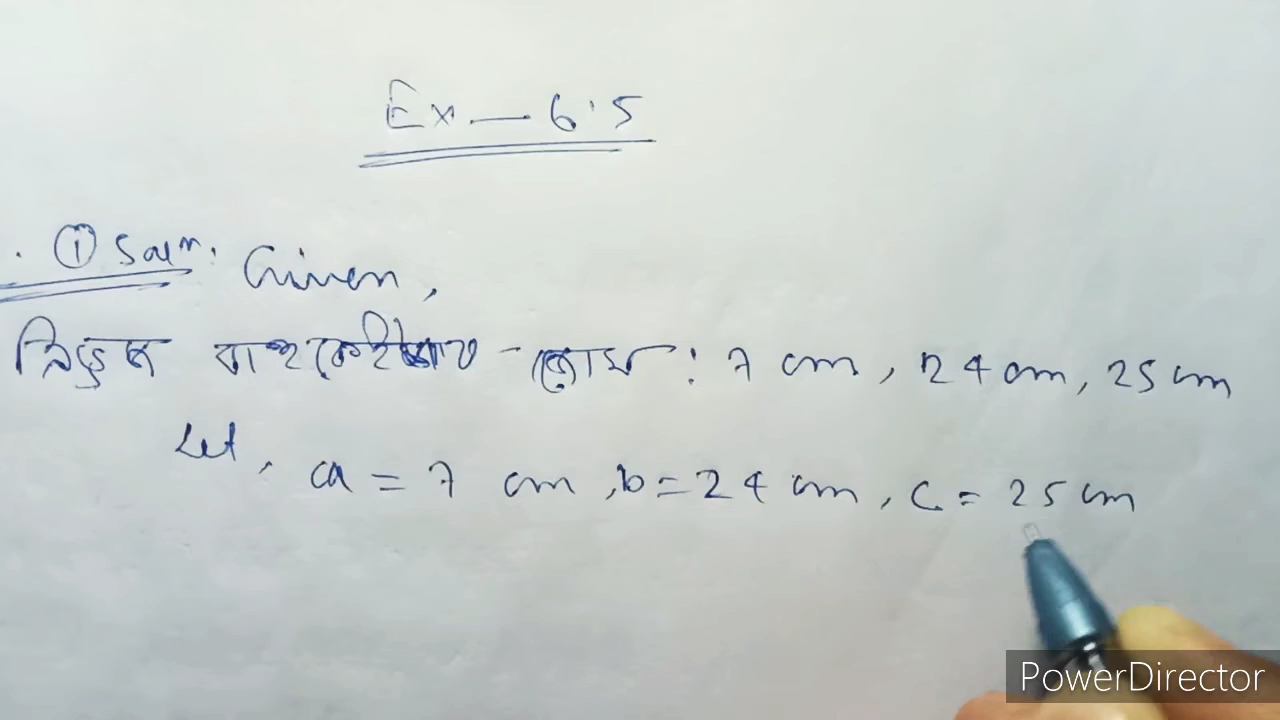 Ex — 6.5
① Solⁿ. Given,
ত্রিভুজ : 7 cm, 24 cm, 25 cm
Let, a = 7 cm, b = 24 cm, c = 25 cm
PowerDirector